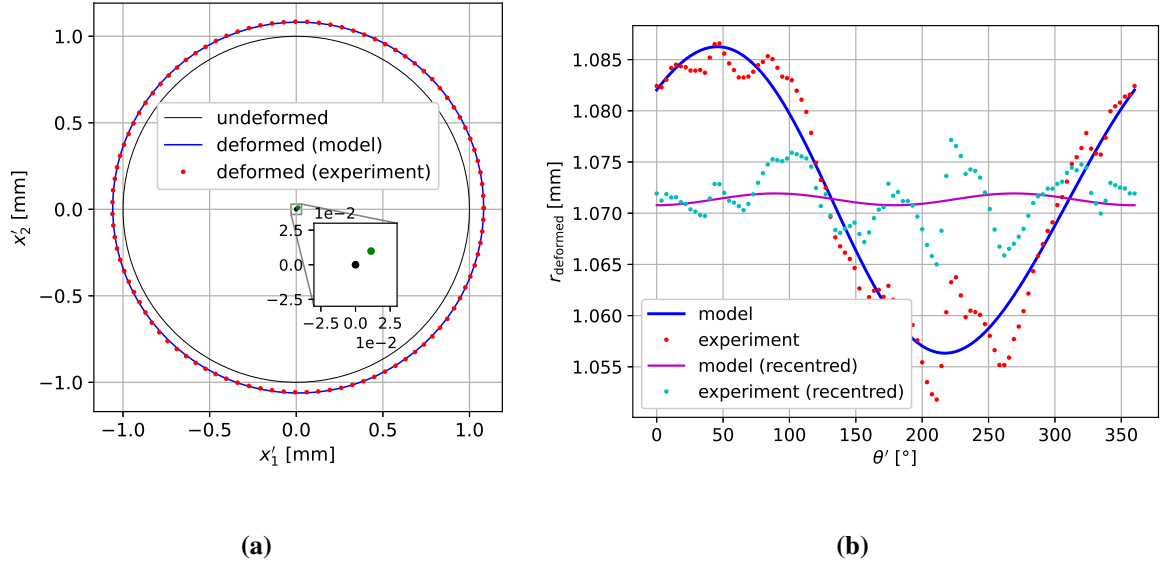 1.0
0.5
0.0
−0.5
−1.0
x′₂ [mm]
undeformed
deformed (model)
deformed (experiment)
1e−2
2.5
0.0
−2.5
−2.5 0.0 2.5
1e−2
−1.0 −0.5 0.0 0.5 1.0
x′₁ [mm]
(a)
1.085
1.080
1.075
1.070
1.065
1.060
1.055
r_deformed [mm]
model
experiment
model (recentred)
experiment (recentred)
0 50 100 150 200 250 300 350
θ′ [°]
(b)